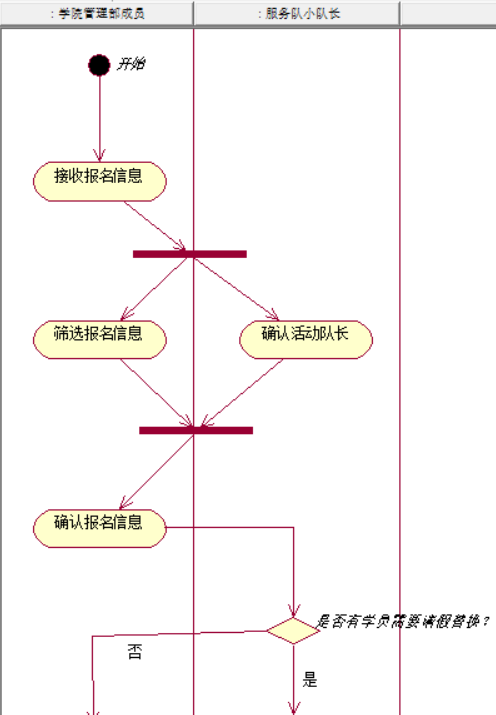 : 学院管理部成员
: 服务队小队长
开始
接收报名信息
筛选报名信息
确认活动队长
确认报名信息
是否有学员需要请假替换？
否
是